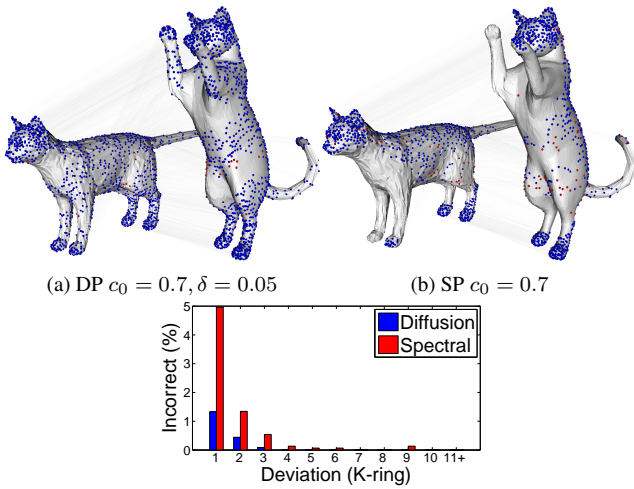 (a) DP c₀ = 0.7, δ = 0.05
(b) SP c₀ = 0.7
5
4
3
2
1
0
Incorrect (%)
Diffusion
Spectral
1 2 3 4 5 6 7 8 9 10 11+
Deviation (K-ring)